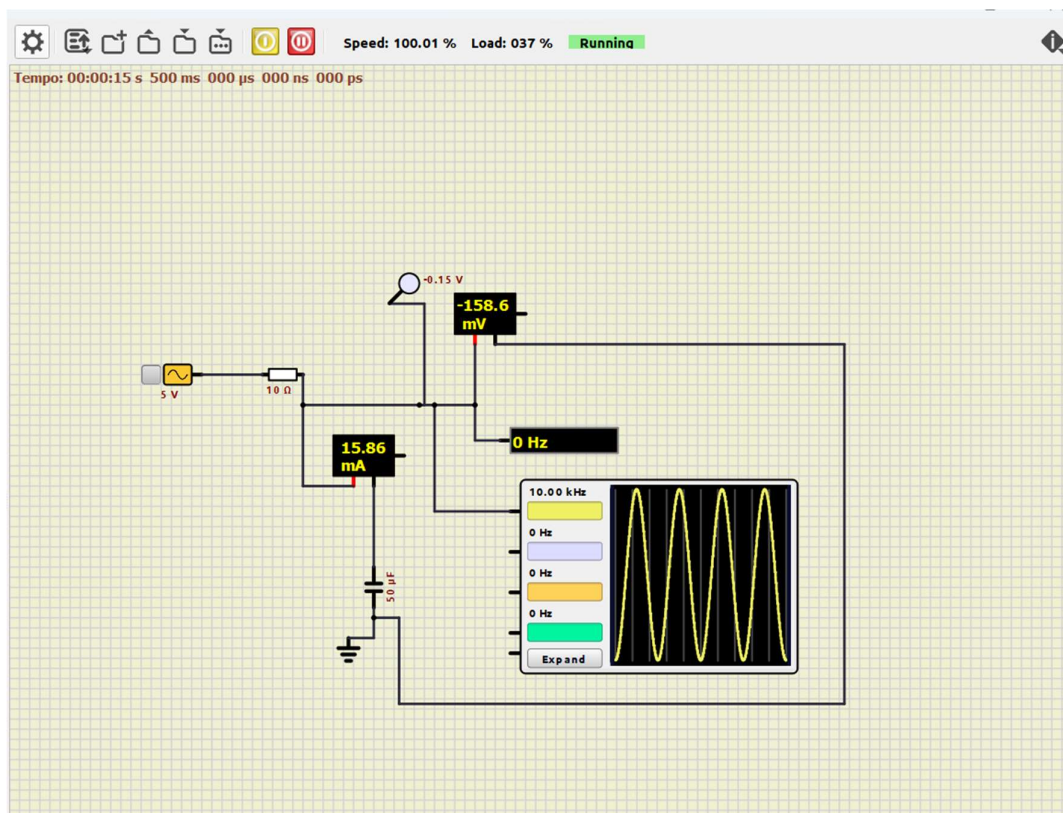 Speed: 100.01 % Load: 037 % Running
Tempo: 00:00:15 s 500 ms 000 µs 000 ns 000 ps
-0.15 V
-158.6
mV
5 V
10 Ω
0 Hz
15.86
mA
10.00 kHz
0 Hz
0 Hz
50 µF
0 Hz
Expand